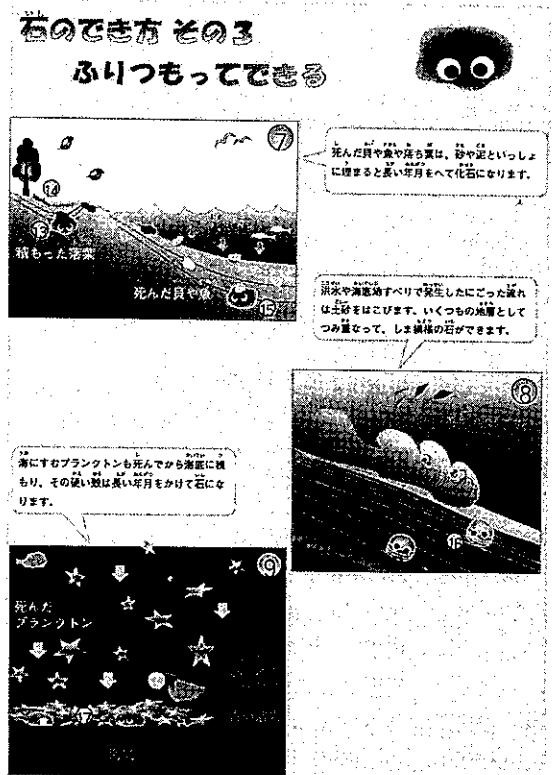 石のでき方 その3
ふりつもってできる
⑦
死んだ貝や魚や落ち葉は、砂や泥といっしょ
に埋まると長い年月をへて化石になります。
⑭
⑬
積もった落葉
死んだ貝や魚
⑮
洪水や海底地すべりで発生したにごった流れ
は土砂をはこびます。いくつもの地層として
つみ重なって、しま模様の石ができます。
⑧
⑯
海にすむプランクトンも死んでから海底に積
もり、その硬い殻は長い年月をかけて石にな
ります。
⑨
死んだ
プランクトン